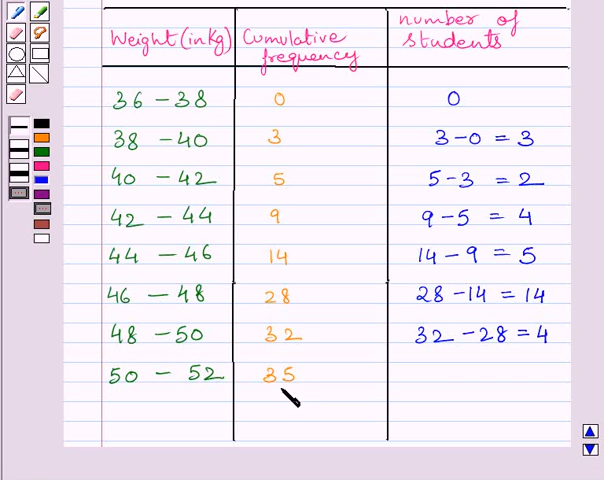 Weight(in Kg) Cumulative frequency number of students
36 - 38 0 0
38 - 40 3 3 - 0 = 3
40 - 42 5 5 - 3 = 2
42 - 44 9 9 - 5 = 4
44 - 46 14 14 - 9 = 5
46 - 48 28 28 - 14 = 14
48 - 50 32 32 - 28 = 4
50 - 52 35